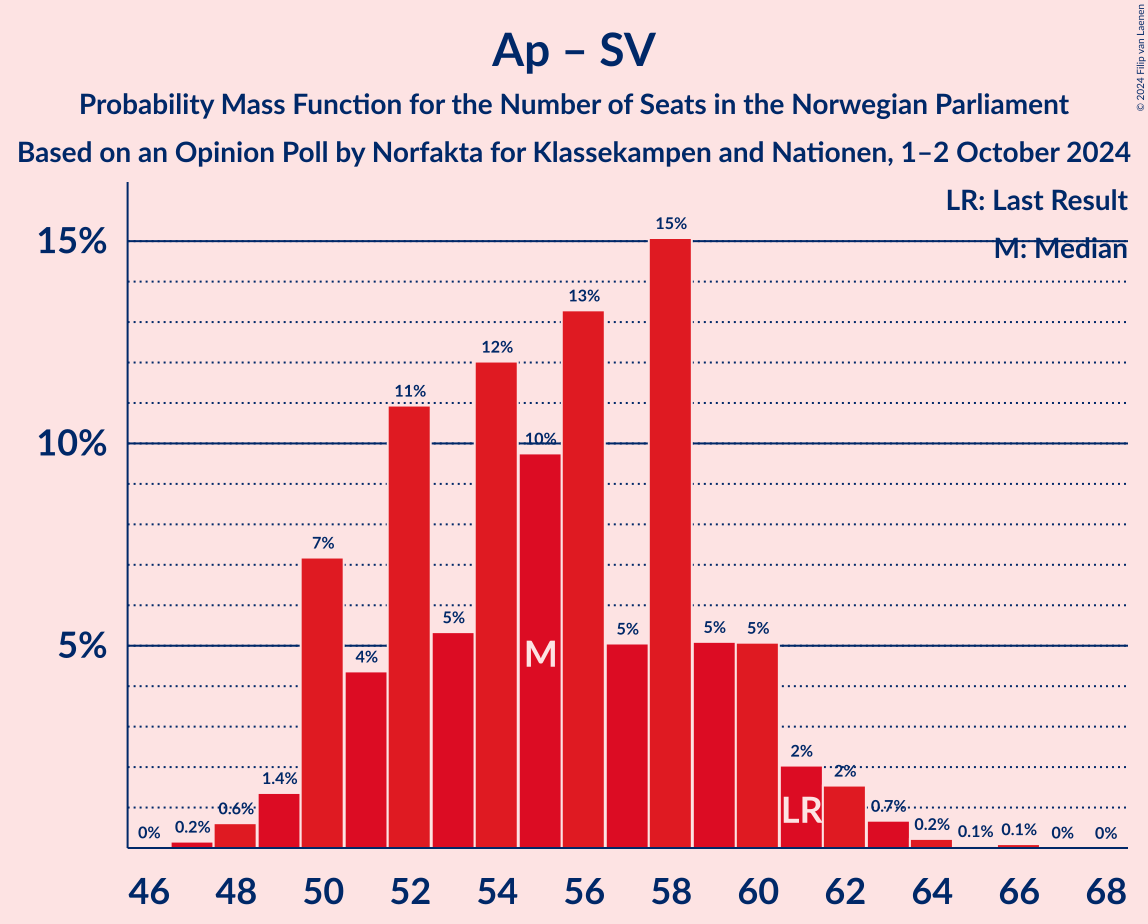 Ap – SV
Probability Mass Function for the Number of Seats in the Norwegian Parliament
Based on an Opinion Poll by Norfakta for Klassekampen and Nationen, 1–2 October 2024
© 2024 Filip van Laenen
LR: Last Result
M: Median
15%
10%
5%
0%
0.2%
0.6%
1.4%
7%
4%
11%
5%
12%
10%
13%
5%
15%
5%
5%
2%
2%
0.7%
0.2%
0.1%
0.1%
0%
0%
M
LR
46 48 50 52 54 56 58 60 62 64 66 68